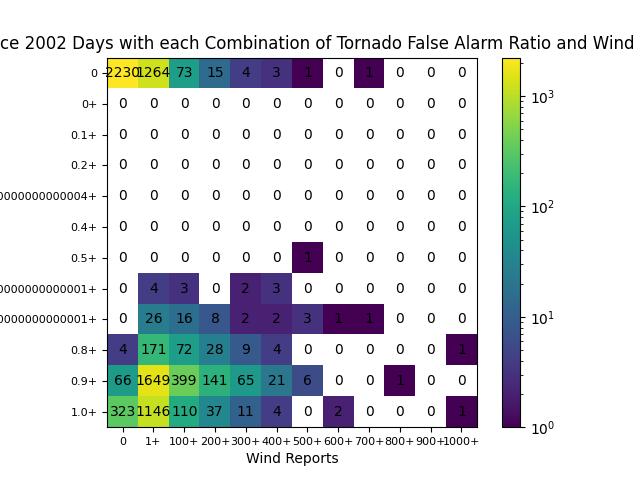 ce 2002 Days with each Combination of Tornado False Alarm Ratio and Wind
0 2230 1264 73 15 4 3 1 0 1 0 0 0
0+ 0 0 0 0 0 0 0 0 0 0 0 0
0.1+ 0 0 0 0 0 0 0 0 0 0 0 0
0.2+ 0 0 0 0 0 0 0 0 0 0 0 0
0000000000004+ 0 0 0 0 0 0 0 0 0 0 0 0
0.4+ 0 0 0 0 0 0 0 0 0 0 0 0
0.5+ 0 0 0 0 0 0 1 0 0 0 0 0
0000000000001+ 0 4 3 0 2 3 0 0 0 0 0 0
0000000000001+ 0 26 16 8 2 2 3 1 1 0 0 0
0.8+ 4 171 72 28 9 4 0 0 0 0 0 1
0.9+ 66 1649 399 141 65 21 6 0 0 1 0 0
1.0+ 323 1146 110 37 11 4 0 2 0 0 0 1
0 1+ 100+ 200+ 300+ 400+ 500+ 600+ 700+ 800+ 900+ 1000+
Wind Reports
10³
10²
10¹
10⁰